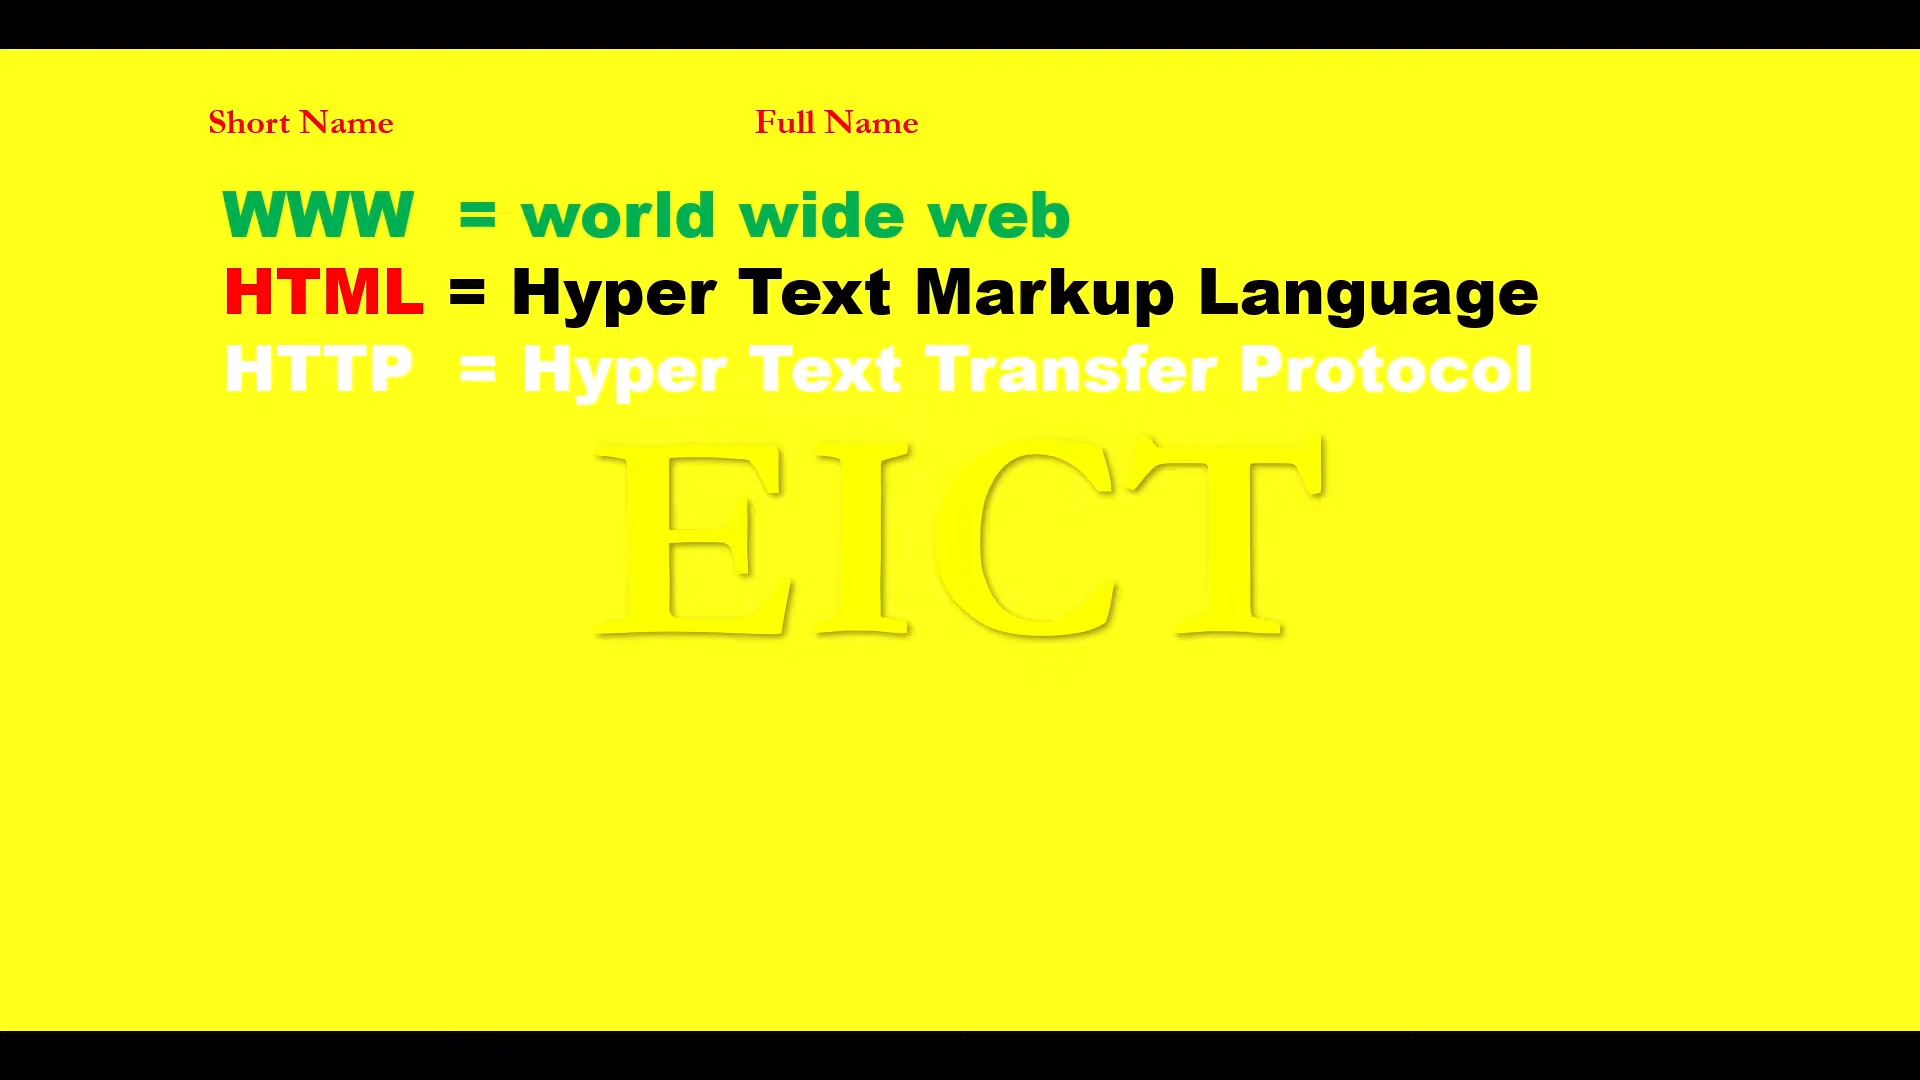 Short Name Full Name
WWW = world wide web
HTML = Hyper Text Markup Language
HTTP = Hyper Text Transfer Protocol
EICT